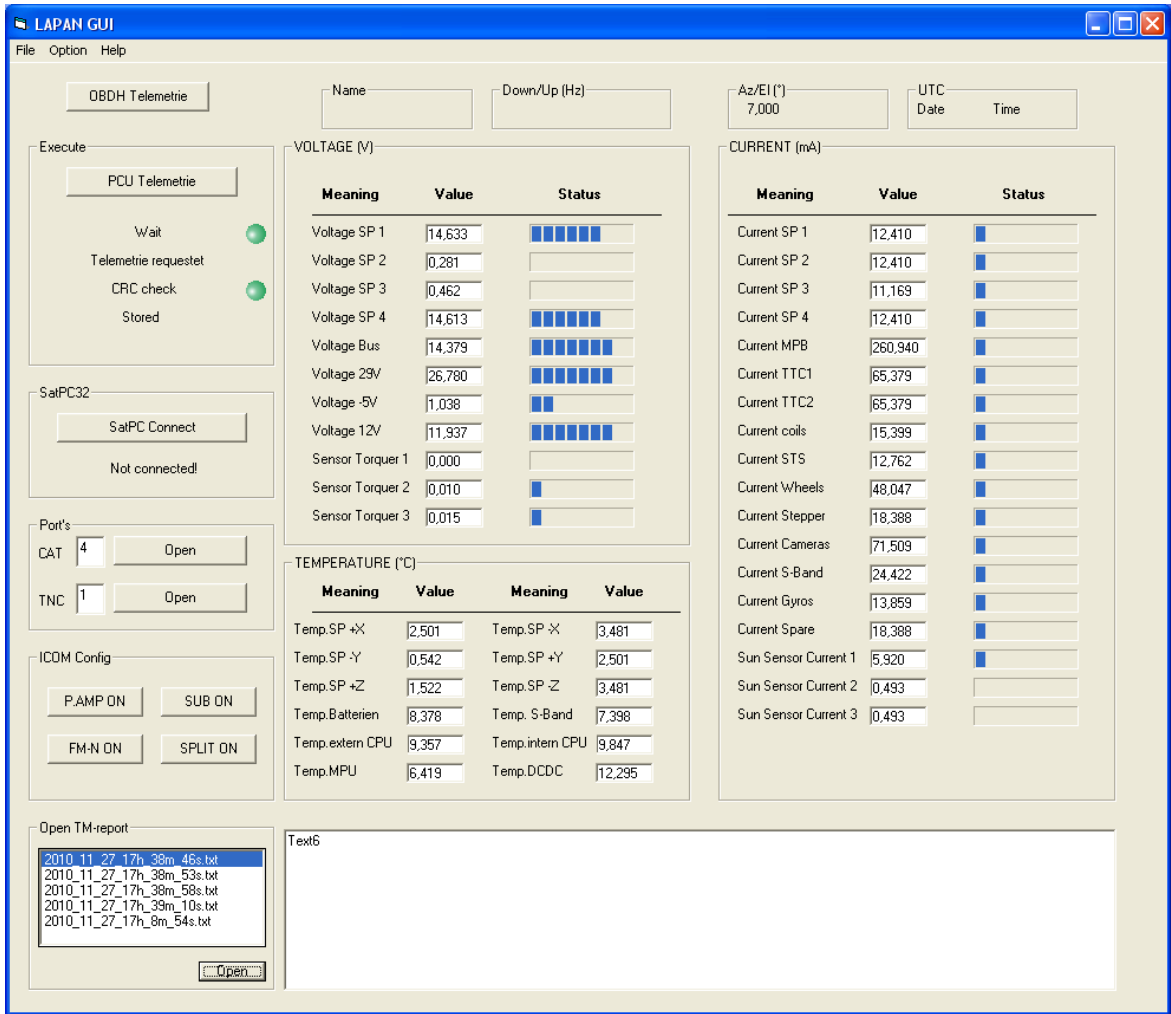 LAPAN GUI
File Option Help
OBDH Telemetrie
Name
Down/Up (Hz)
Az/El (°)
7,000
UTC
Date Time
Execute
PCU Telemetrie
Wait
Telemetrie requestet
CRC check
Stored
SatPC32
SatPC Connect
Not connected!
Port's
CAT 4 Open
TNC 1 Open
ICOM Config
P.AMP ON SUB ON
FM-N ON SPLIT ON
Open TM-report
2010_11_27_17h_38m_46s.txt
2010_11_27_17h_38m_53s.txt
2010_11_27_17h_38m_58s.txt
2010_11_27_17h_39m_10s.txt
2010_11_27_17h_8m_54s.txt
Open
VOLTAGE (V)
Meaning Value Status
Voltage SP 1 14,633
Voltage SP 2 0,281
Voltage SP 3 0,462
Voltage SP 4 14,613
Voltage Bus 14,379
Voltage 29V 26,780
Voltage -5V 1,038
Voltage 12V 11,937
Sensor Torquer 1 0,000
Sensor Torquer 2 0,010
Sensor Torquer 3 0,015
TEMPERATURE (°C)
Meaning Value Meaning Value
Temp.SP +X 2,501 Temp.SP -X 3,481
Temp.SP -Y 0,542 Temp.SP +Y 2,501
Temp.SP +Z 1,522 Temp.SP -Z 3,481
Temp.Batterien 8,378 Temp. S-Band 7,398
Temp.extern CPU 9,357 Temp.intern CPU 9,847
Temp.MPU 6,419 Temp.DCDC 12,295
CURRENT (mA)
Meaning Value Status
Current SP 1 12,410
Current SP 2 12,410
Current SP 3 11,169
Current SP 4 12,410
Current MPB 260,940
Current TTC1 65,379
Current TTC2 65,379
Current coils 15,399
Current STS 12,762
Current Wheels 48,047
Current Stepper 18,388
Current Cameras 71,509
Current S-Band 24,422
Current Gyros 13,859
Current Spare 18,388
Sun Sensor Current 1 5,920
Sun Sensor Current 2 0,493
Sun Sensor Current 3 0,493
Text6